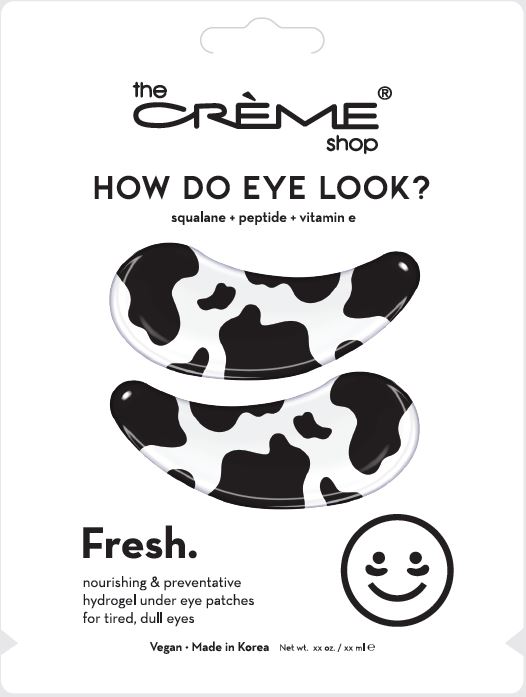 the
CRÈME®
shop
HOW DO EYE LOOK?
squalane + peptide + vitamin e
Fresh.
nourishing & preventative
hydrogel under eye patches
for tired, dull eyes
Vegan • Made in Korea Net wt. xx oz. / xx ml ℮